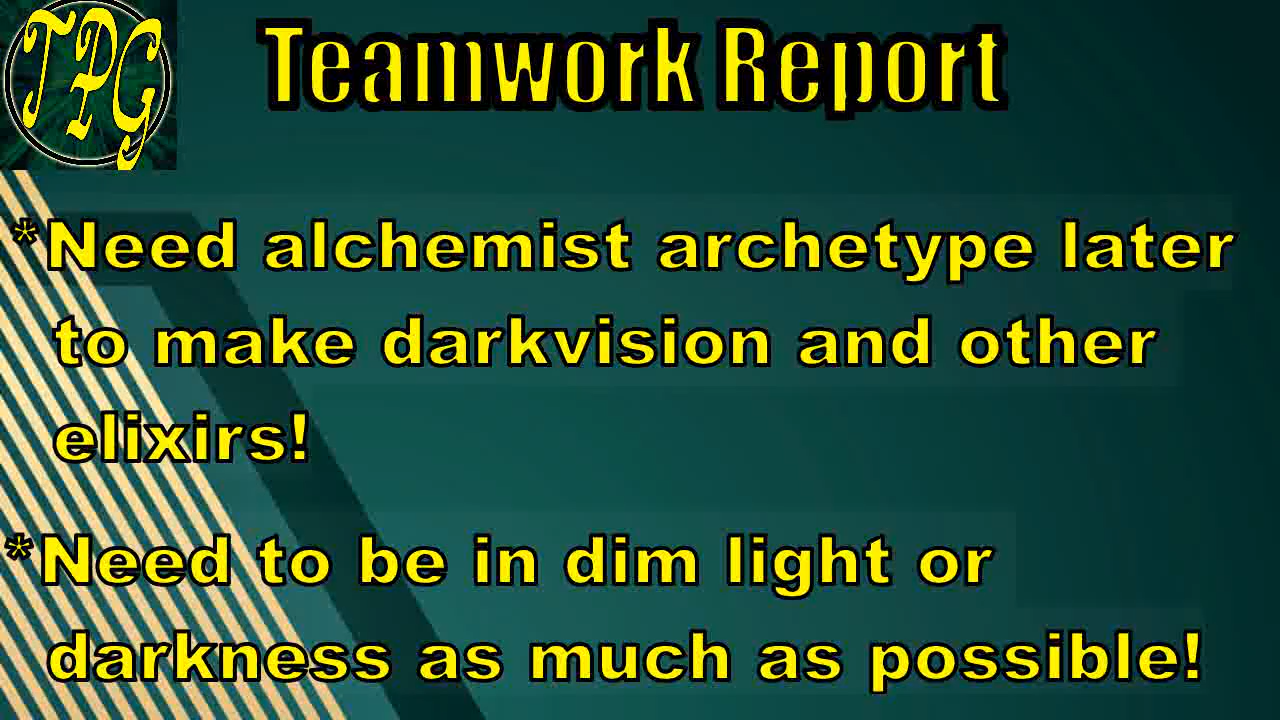 TPG
Teamwork Report
*Need alchemist archetype later
to make darkvision and other
elixirs!
*Need to be in dim light or
darkness as much as possible!